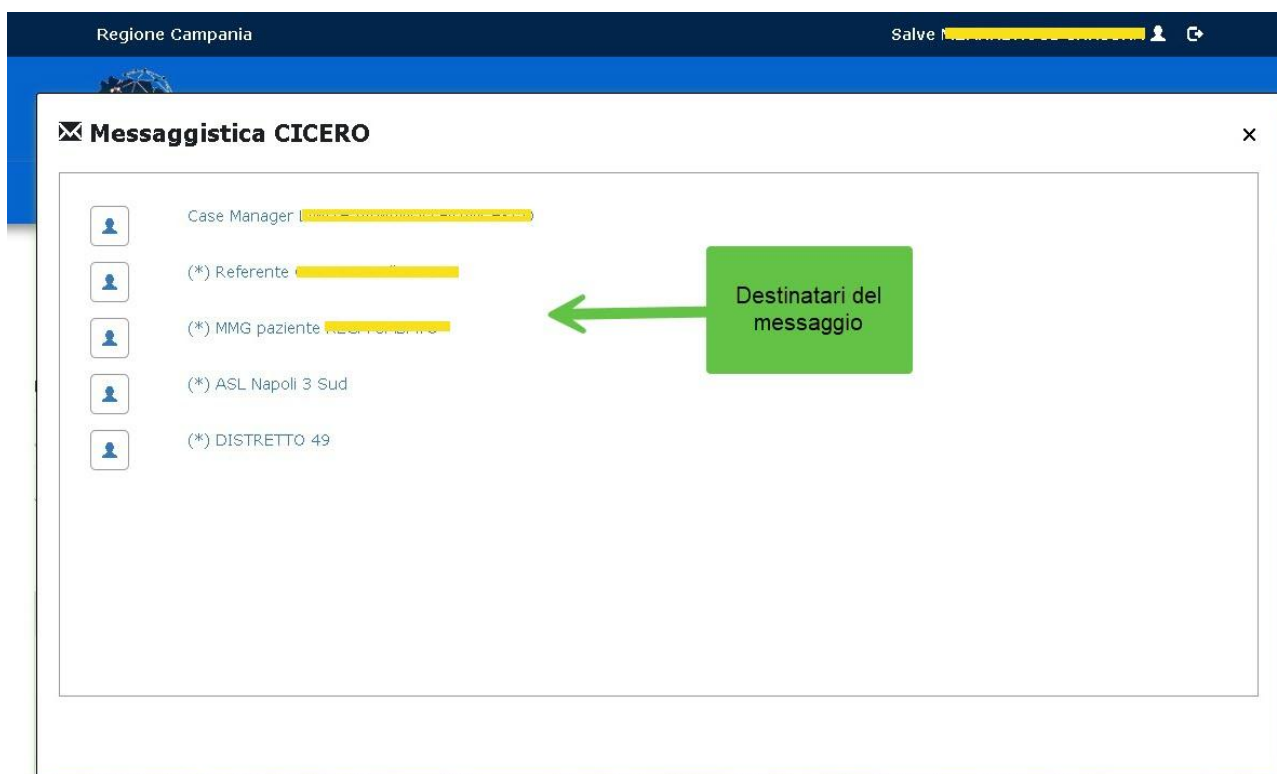 Regione Campania
Salve
Messaggistica CICERO
×
Case Manager
(*) Referente
(*) MMG paziente
(*) ASL Napoli 3 Sud
(*) DISTRETTO 49
Destinatari del
messaggio